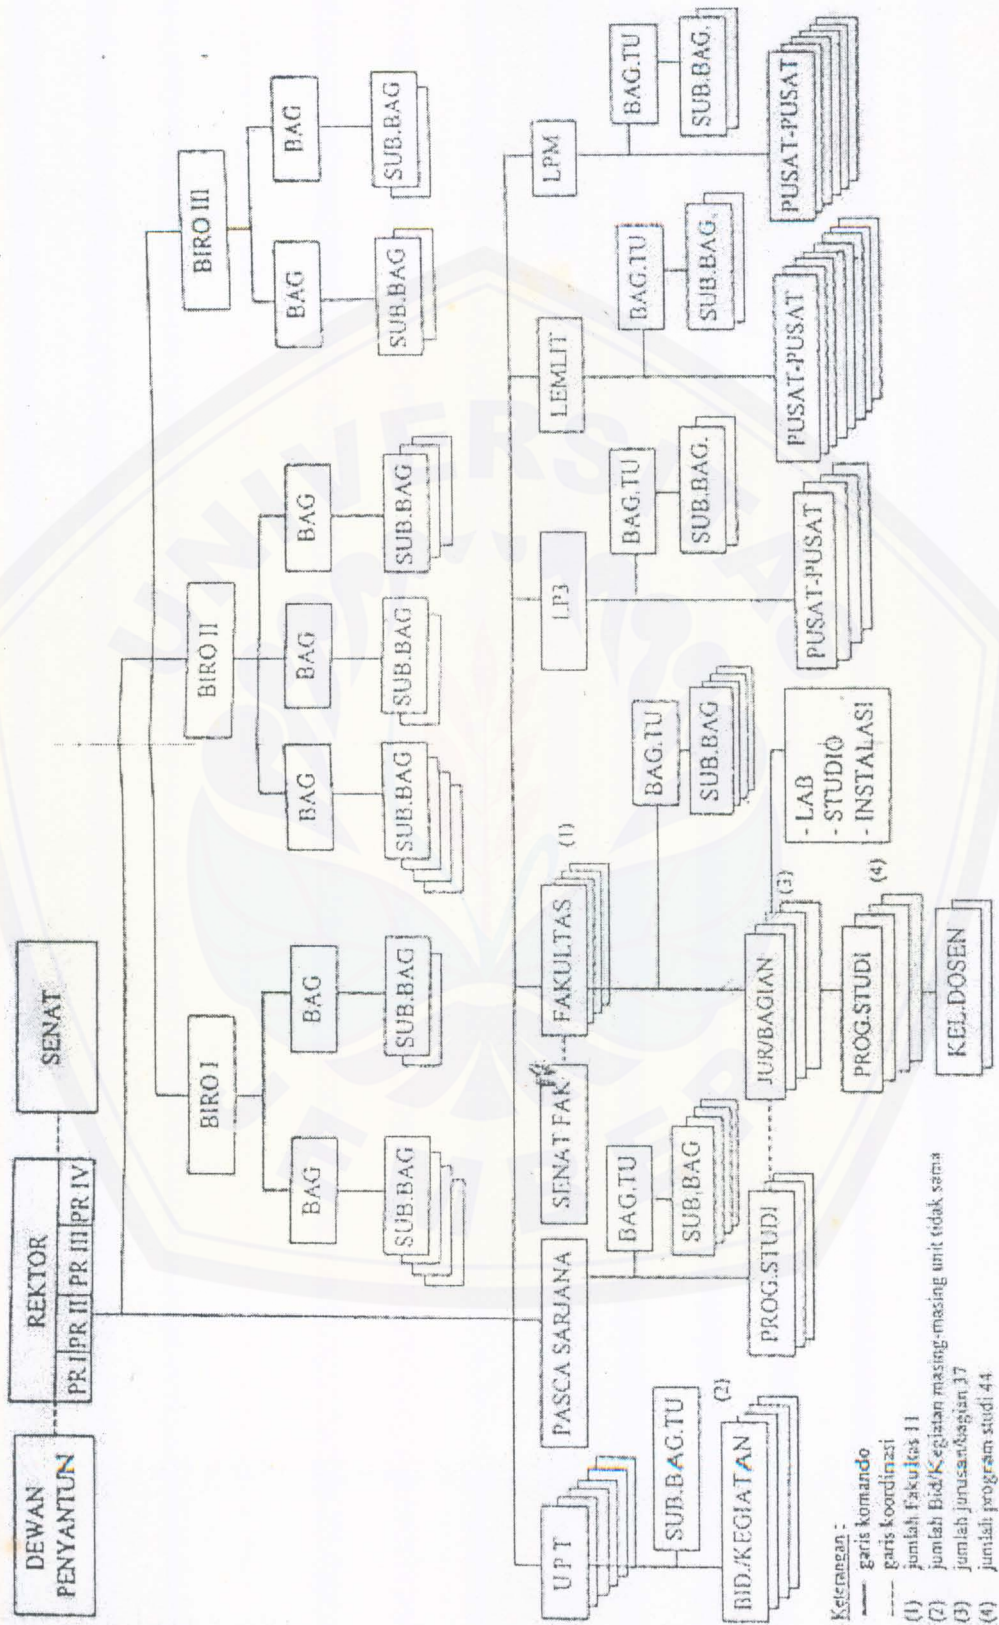 DEWAN
PENYANTUN
REKTOR
PR I PR II PR III PR IV
SENAT
BIRO I
BIRO II
BIRO III
BAG
BAG
BAG
BAG
BAG
BAG
BAG
SUB.BAG
SUB.BAG
SUB.BAG
SUB.BAG
SUB.BAG
SUB.BAG
SUB.BAG
U P T
PASCA SARJANA
SENAT FAK
FAKULTAS
(1)
LP3
LEMLIT
LPM
SUB.BAG.TU
BAG.TU
BAG.TU
BAG.TU
BAG.TU
BAG.TU
SUB.BAG
SUB.BAG
SUB.BAG.
SUB.BAG.
SUB.BAG.
BID./KEGIATAN
(2)
PROG.STUDI
JUR/BAGIAN
(3)
- LAB
- STUDIO
- INSTALASI
PUSAT-PUSAT
PUSAT-PUSAT
PUSAT-PUSAT
PROG.STUDI
(4)
KEL.DOSEN
Keterangan :
garis komando
garis koordinasi
(1) jumlah Fakultas 11
(2) jumlah Bid/Kegiatan masing-masing unit tidak sama
(3) jumlah jurusan/bagian 37
(4) jumlah program studi 44
UNIVERSITAS
JEMBER